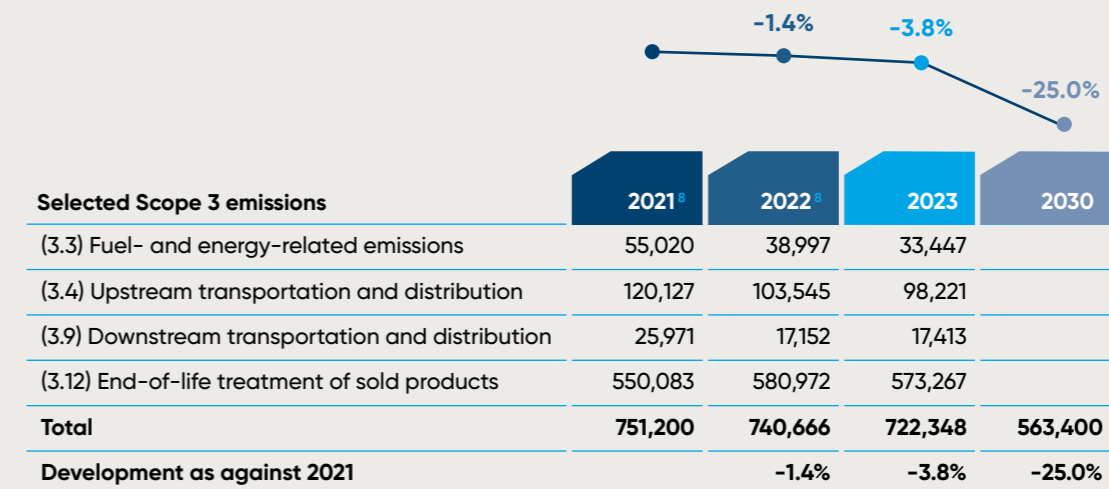 -1.4%
-3.8%
-25.0%
Selected Scope 3 emissions 2021⁸ 2022⁸ 2023 2030
(3.3) Fuel- and energy-related emissions 55,020 38,997 33,447
(3.4) Upstream transportation and distribution 120,127 103,545 98,221
(3.9) Downstream transportation and distribution 25,971 17,152 17,413
(3.12) End-of-life treatment of sold products 550,083 580,972 573,267
Total 751,200 740,666 722,348 563,400
Development as against 2021 -1.4% -3.8% -25.0%